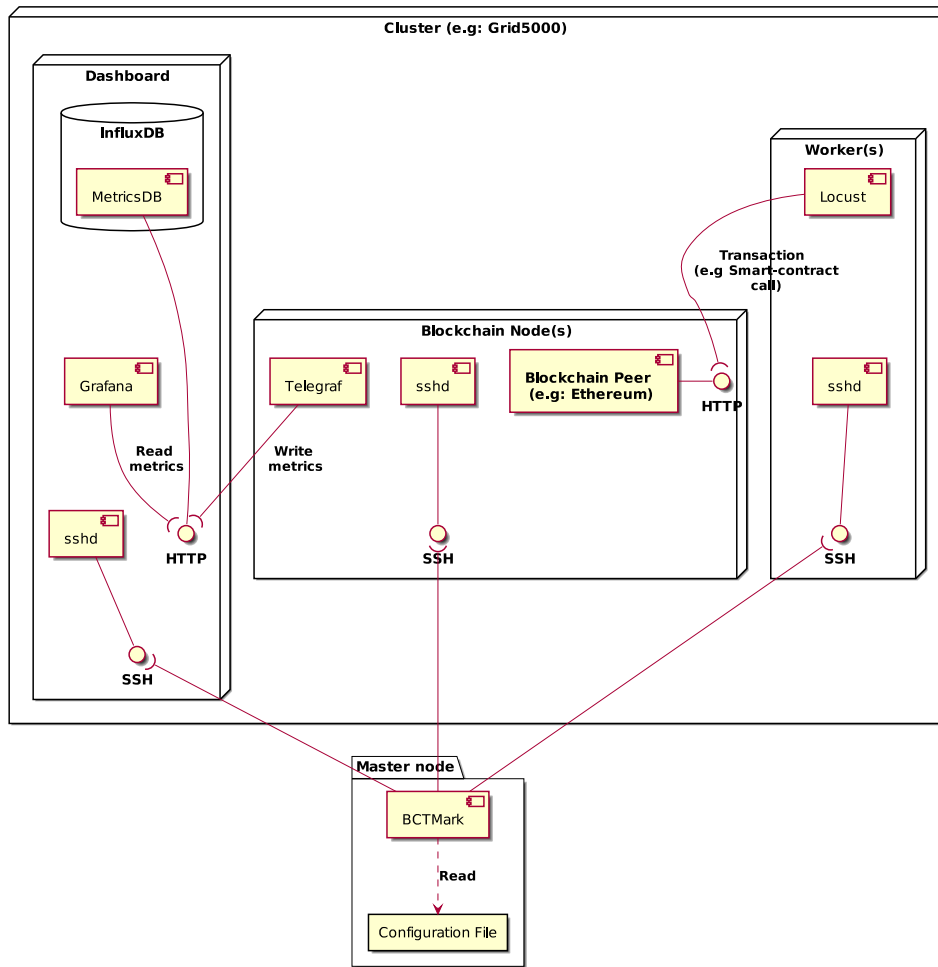 Cluster (e.g: Grid5000)
Dashboard
InfluxDB
MetricsDB
Worker(s)
Locust
Transaction
(e.g Smart-contract
call)
Blockchain Node(s)
Grafana
Telegraf
sshd
Blockchain Peer
(e.g: Ethereum)
HTTP
sshd
Read
metrics
Write
metrics
sshd
HTTP
SSH
SSH
SSH
Master node
BCTMark
Read
Configuration File